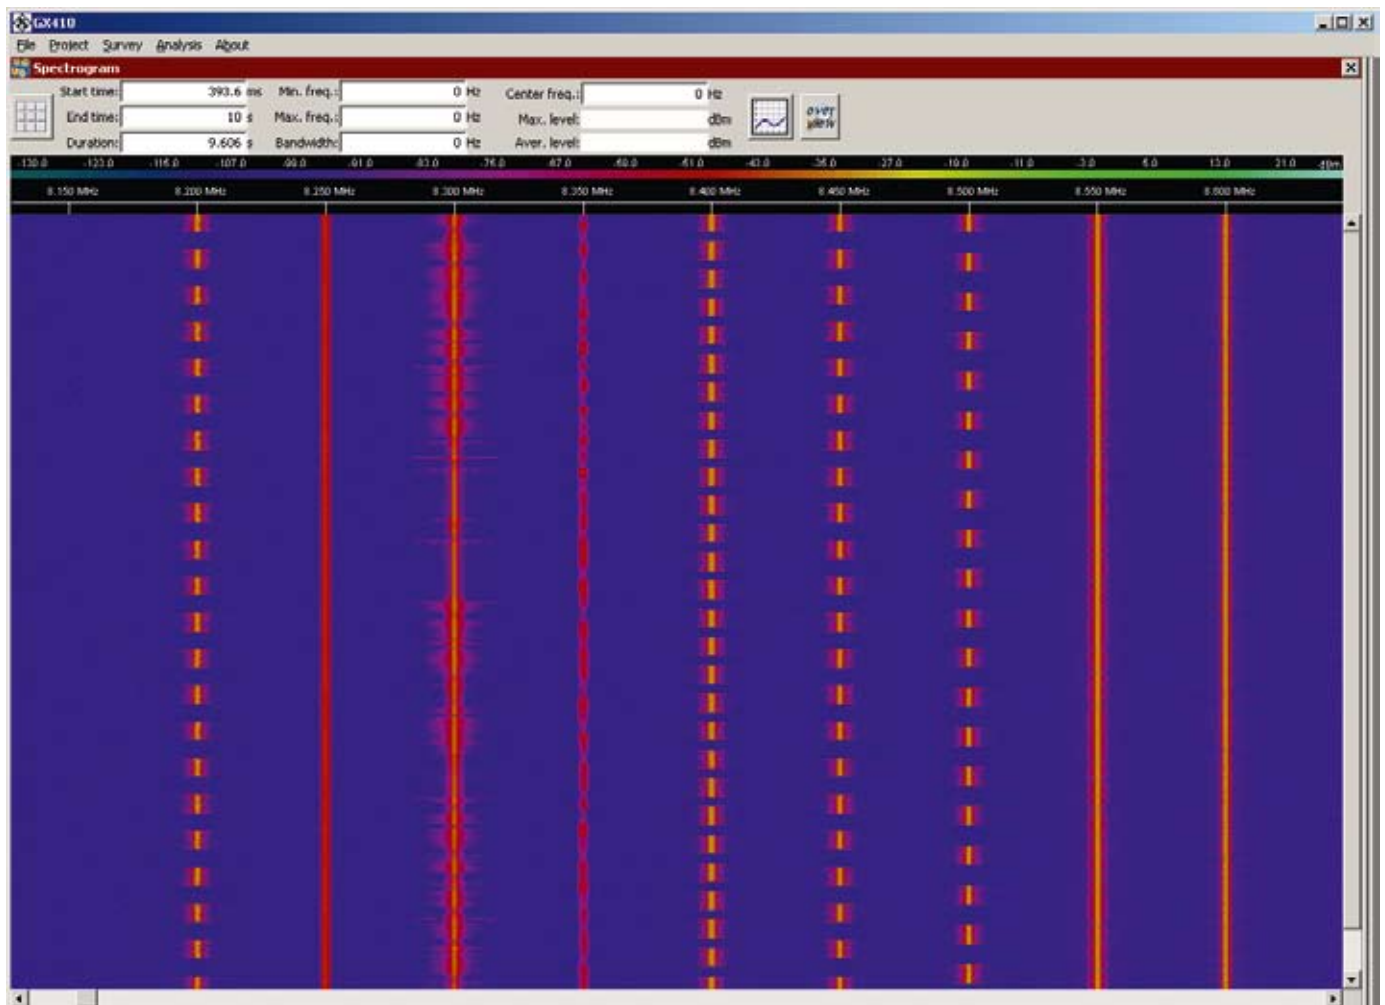 GX410
File Project Survey Analysis About
Spectrogram
Start time: 393.6 ms Min. freq.: 0 Hz Center freq.: 0 Hz
End time: 10 s Max. freq.: 0 Hz Max. level: dBm
Duration: 9.606 s Bandwidth: 0 Hz Aver. level: dBm
over
view
-130.0 -123.0 -115.0 -107.0 -99.0 -91.0 -83.0 -76.0 -67.0 -60.0 -51.0 -43.0 -35.0 -27.0 -19.0 -11.0 -3.0 5.0 13.0 21.0 dBm
8.150 MHz 8.200 MHz 8.250 MHz 8.300 MHz 8.350 MHz 8.400 MHz 8.450 MHz 8.500 MHz 8.550 MHz 8.600 MHz